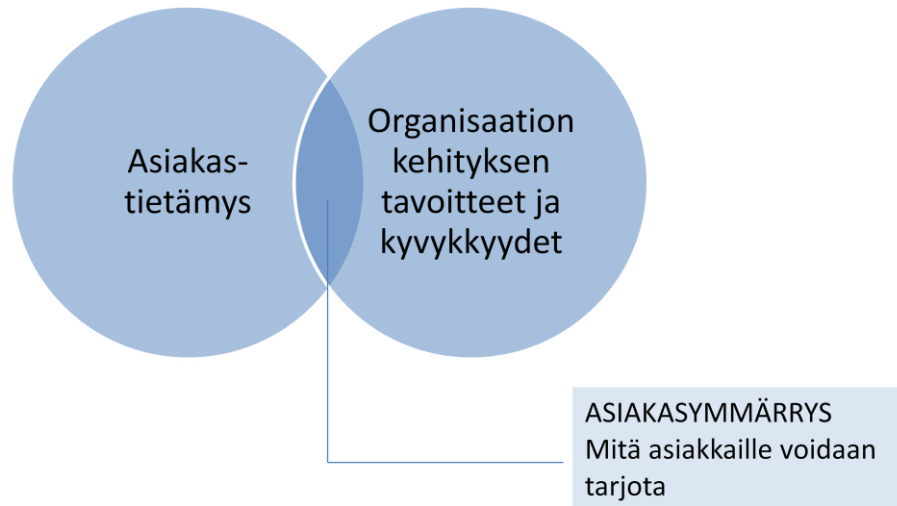 Asiakas-
tietämys
Organisaation
kehityksen
tavoitteet ja
kyvykkyydet
ASIAKASYMMÄRRYS
Mitä asiakkaille voidaan
tarjota